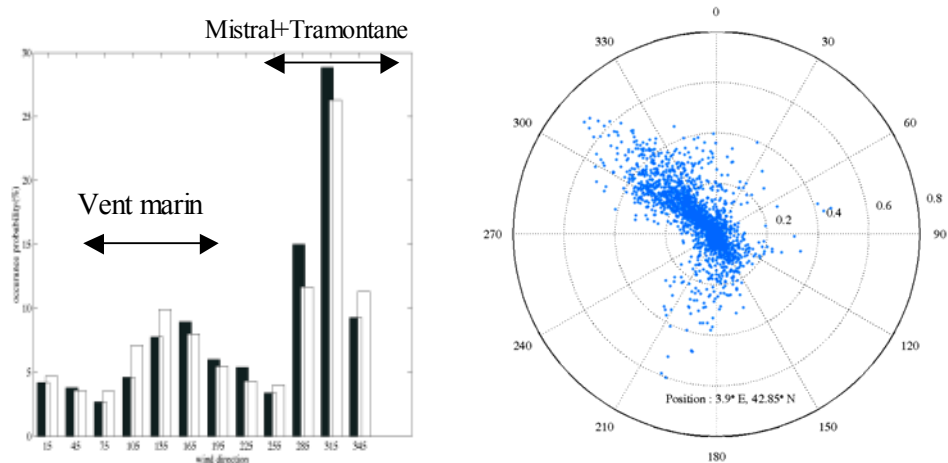 Mistral+Tramontane
Vent marin
occurance probability(%)
30
25
20
15
10
5
0
15 45 75 105 135 165 195 225 255 285 315 345
wind direction
0
330 30
300 60
0.2 0.4 0.6 0.8
270 90
240 120
Position : 3.9° E, 42.85° N
210 150
180